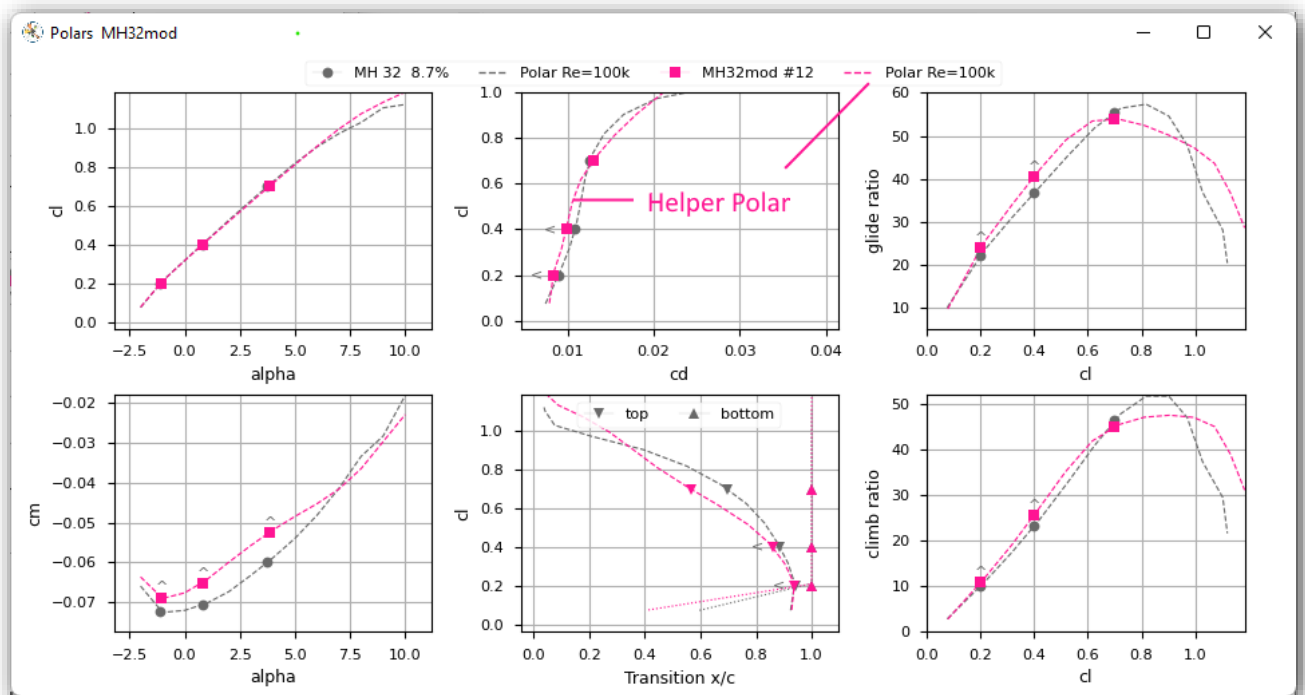 Polars MH32mod
MH 32 8.7% Polar Re=100k MH32mod #12 Polar Re=100k
cl
1.0
0.8
0.6
0.4
0.2
0.0
−2.5 0.0 2.5 5.0 7.5 10.0
alpha
cl
1.0
0.8
0.6
0.4
0.2
0.0
0.01 0.02 0.03 0.04
cd
Helper Polar
glide ratio
60
50
40
30
20
10
0.0 0.2 0.4 0.6 0.8 1.0
cl
cm
−0.02
−0.03
−0.04
−0.05
−0.06
−0.07
−2.5 0.0 2.5 5.0 7.5 10.0
alpha
top bottom
cl
1.0
0.8
0.6
0.4
0.2
0.0
0.0 0.2 0.4 0.6 0.8 1.0
Transition x/c
climb ratio
50
40
30
20
10
0
0.0 0.2 0.4 0.6 0.8 1.0
cl